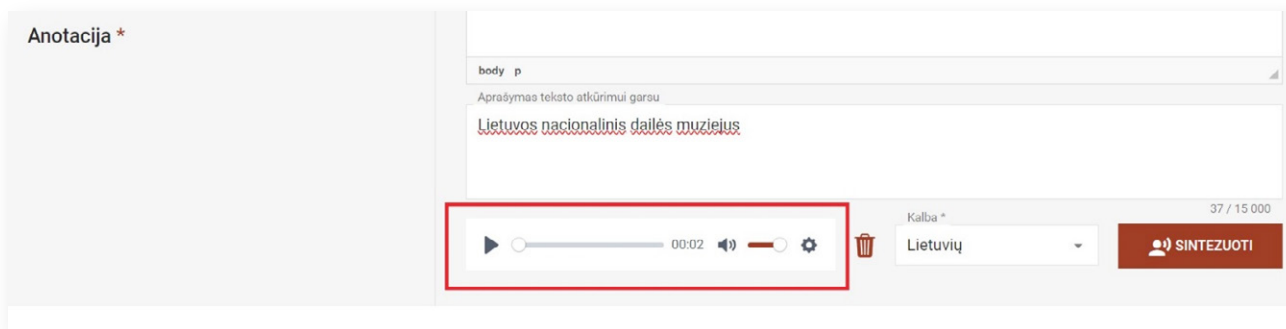 Anotacija *
body p
Aprašymas teksto atkūrimui garsu
Lietuvos nacionalinis dailės muziejus
37 / 15 000
00:02
Kalba *
Lietuvių
SINTEZUOTI